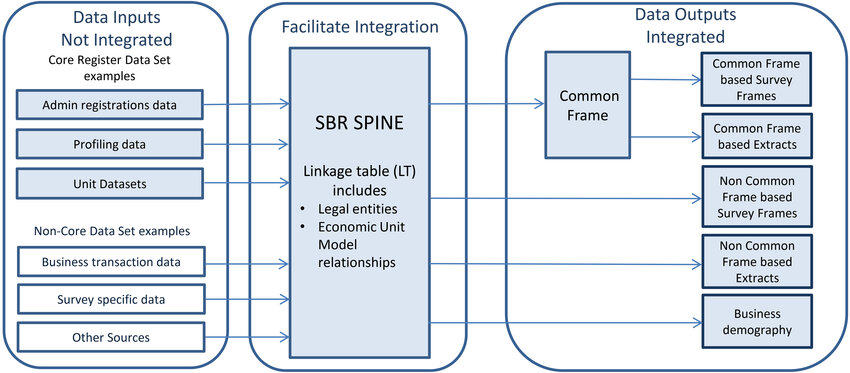 Data Inputs
Not Integrated
Core Register Data Set
examples
Admin registrations data
Profiling data
Unit Datasets
Non-Core Data Set examples
Business transaction data
Survey specific data
Other Sources
Facilitate Integration
SBR SPINE
Linkage table (LT)
includes
• Legal entities
• Economic Unit
Model
relationships
Data Outputs
Integrated
Common
Frame
Common Frame
based Survey
Frames
Common Frame
based Extracts
Non Common
Frame based
Survey Frames
Non Common
Frame based
Extracts
Business
demography